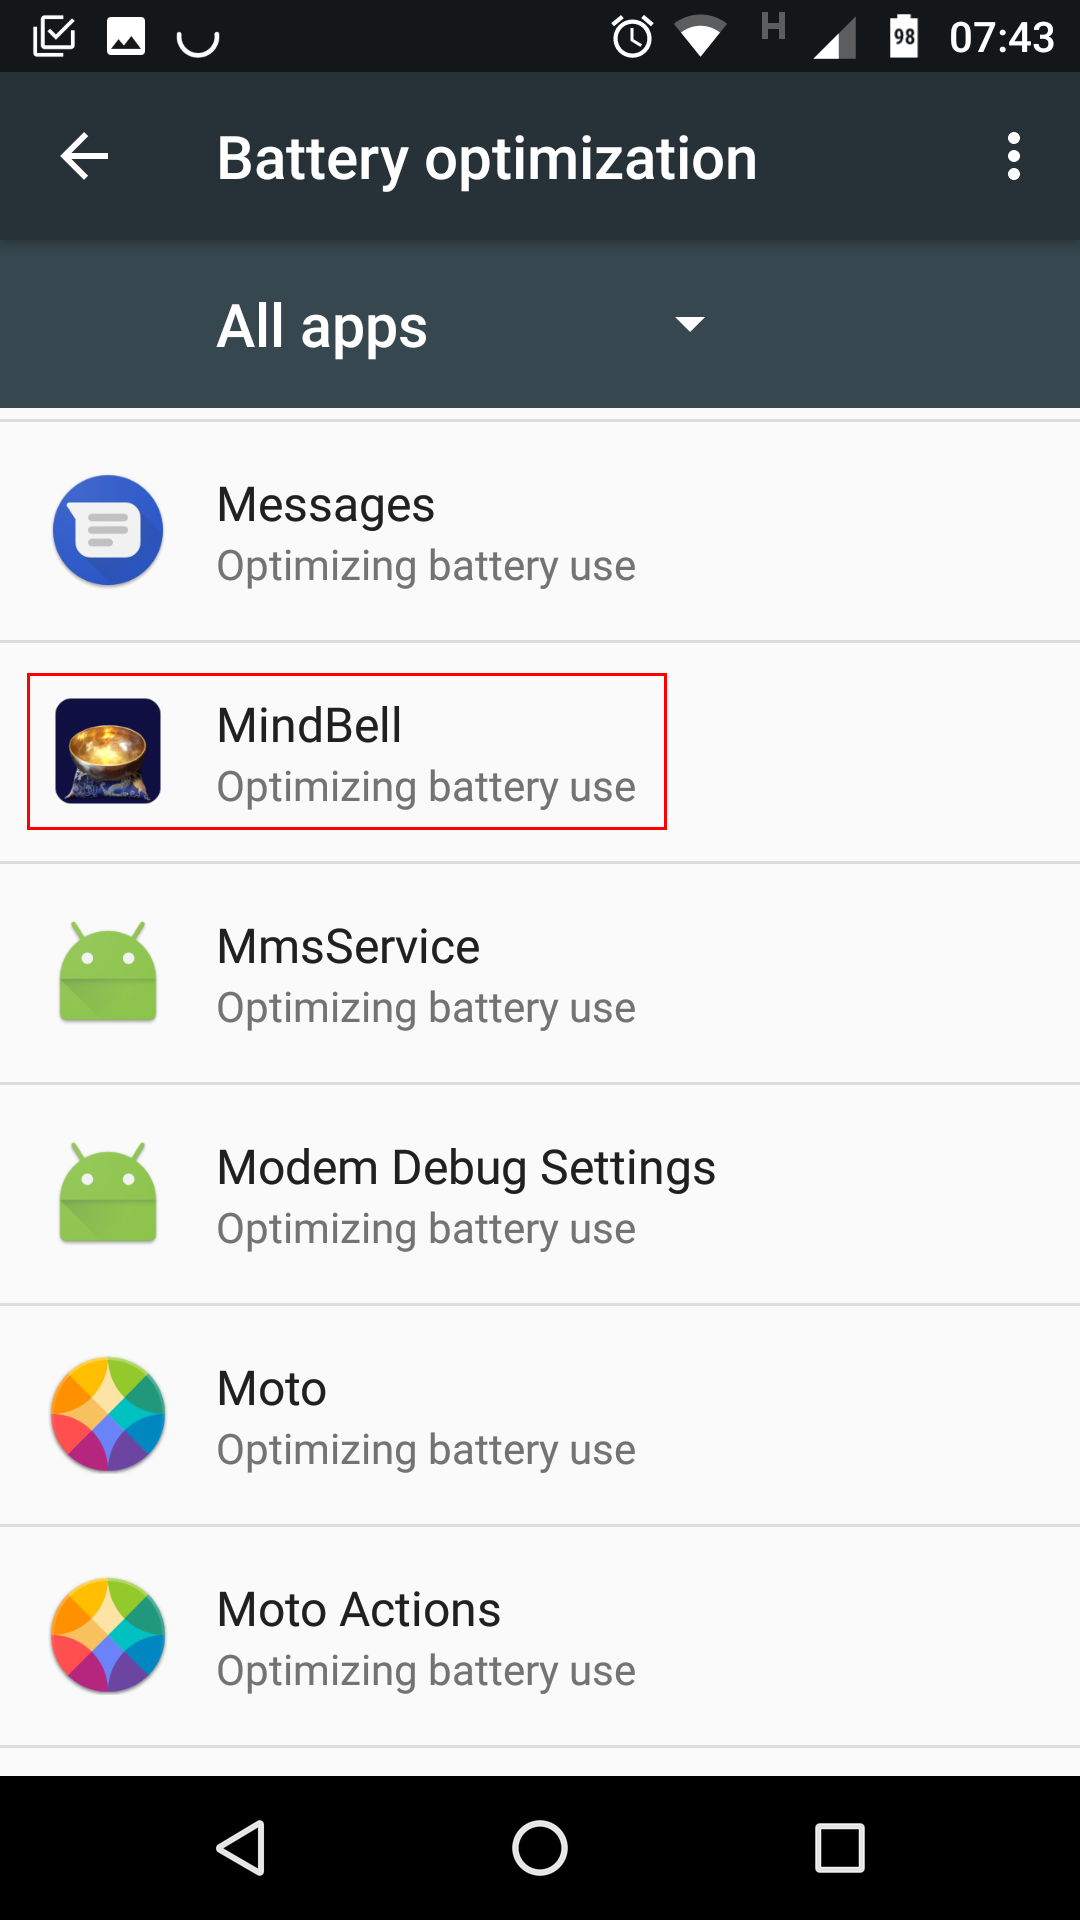 H 98 07:43
Battery optimization
All apps
Messages
Optimizing battery use
MindBell
Optimizing battery use
MmsService
Optimizing battery use
Modem Debug Settings
Optimizing battery use
Moto
Optimizing battery use
Moto Actions
Optimizing battery use